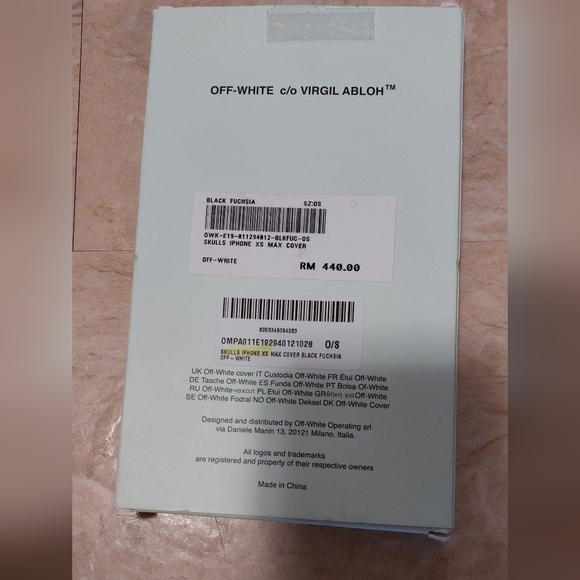 OFF-WHITE c/o VIRGIL ABLOH™
BLACK FUCHSIA SZ:OS
OWK-E19-011294012-BLKFUC-OS
SKULLS IPHONE XS MAX COVER
OFF-WHITE RM 440.00
OMPA011E192940121028 O/S
SKULLS IPHONE XS MAX COVER BLACK FUCHSIA
OFF-WHITE
UK Off-White cover IT Custodia Off-White FR Étui Off-White
DE Tasche Off-White ES Funda Off-White PT Bolsa Of-White
RU Off-Whiteчехол PL Etui Off-White GRθήκη γιαOff-White
SE Off-White Fodral NO Off-White Deksel DK Off-White Cover
Designed and distributed by Off-White Operating srl
via Daniele Manin 13, 20121 Milano, Italia.
All logos and trademarks
are registered and property of their respective owners
Made in China